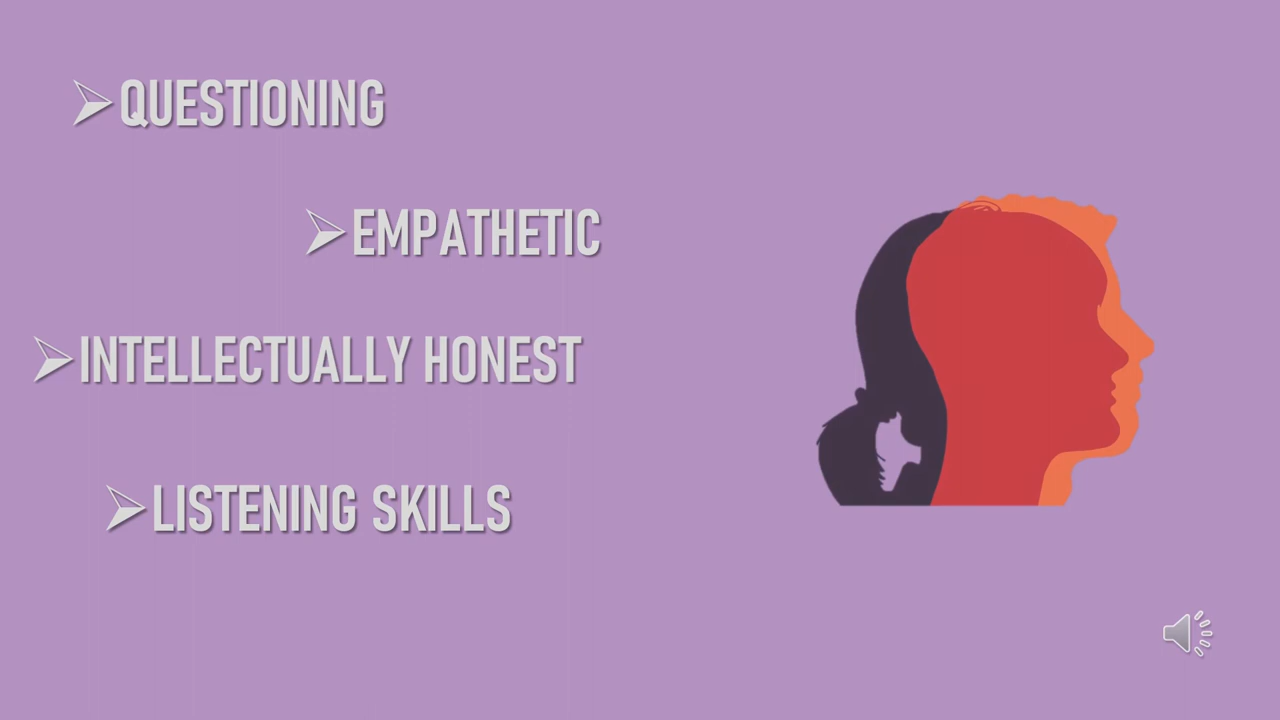 ➢QUESTIONING
➢EMPATHETIC
➢INTELLECTUALLY HONEST
➢LISTENING SKILLS